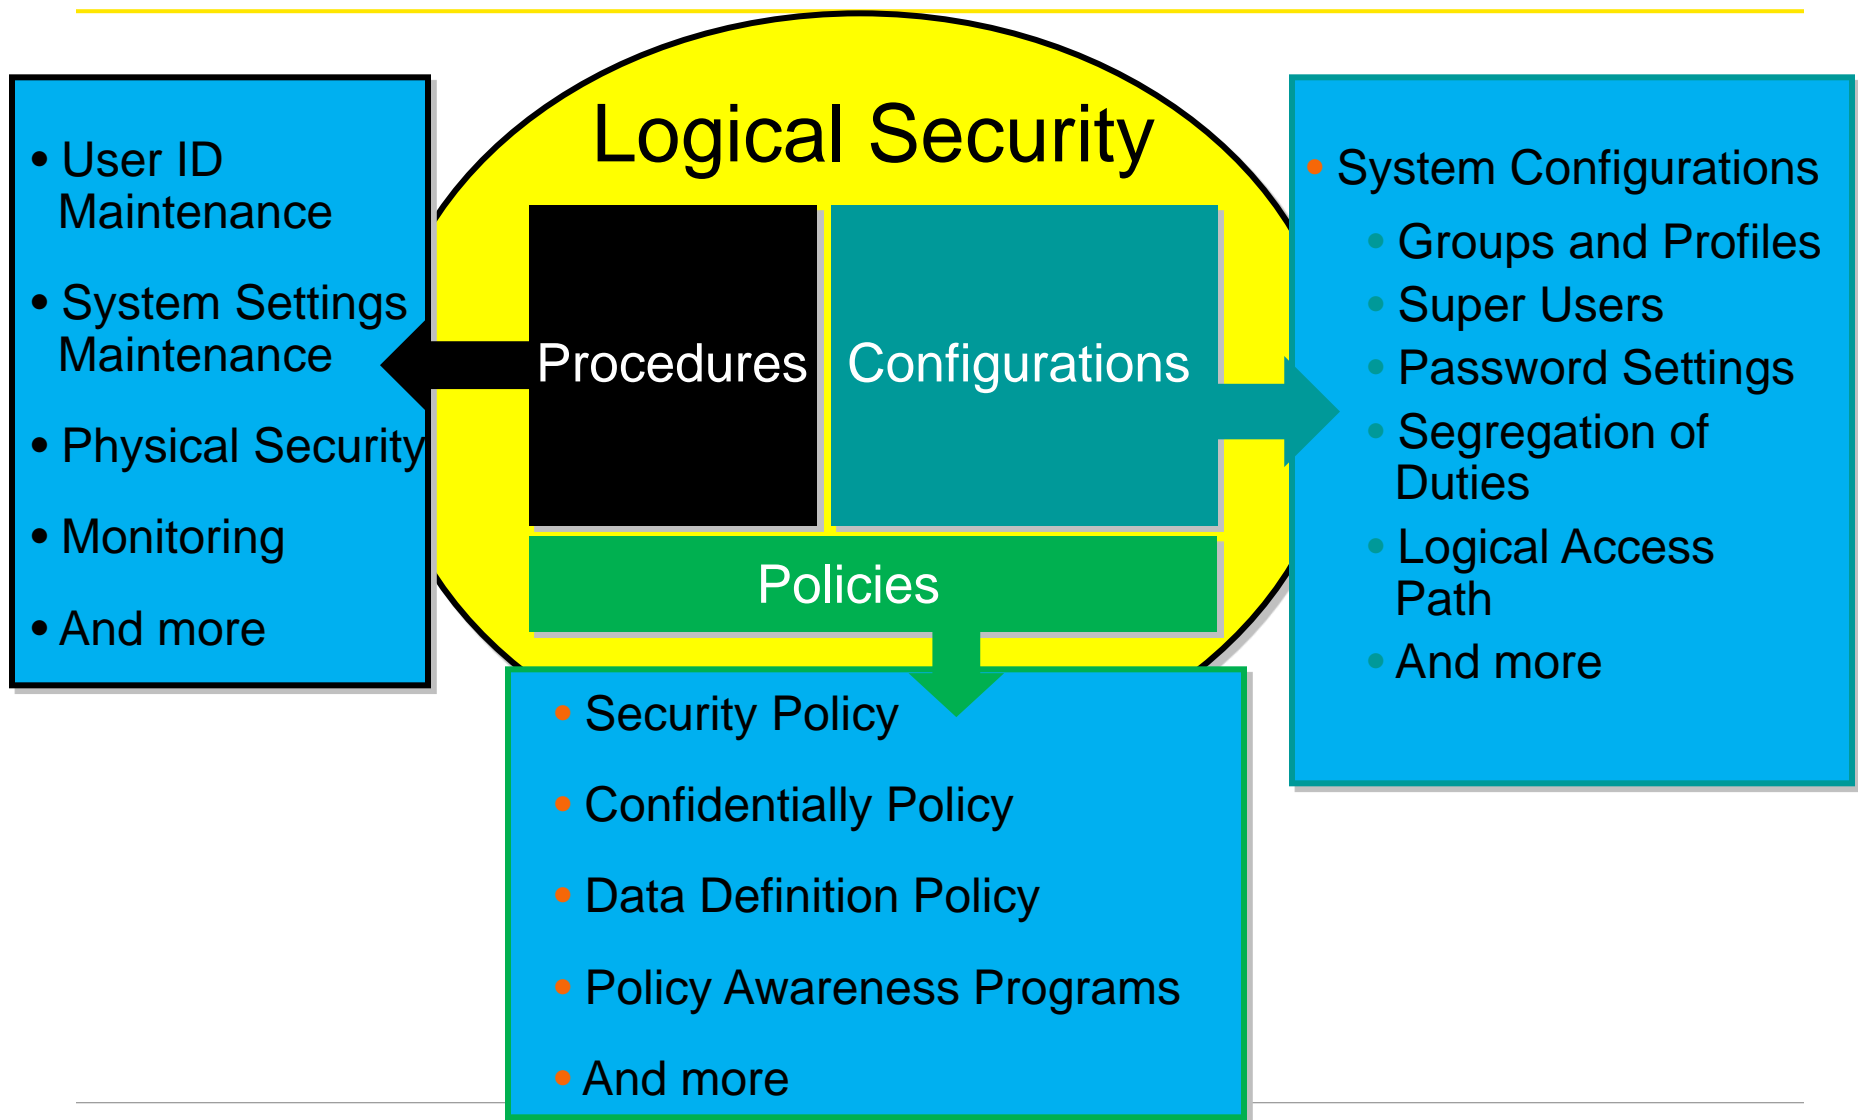 Logical Security
• User ID
Maintenance
• System Settings
Maintenance
• Physical Security
• Monitoring
• And more
Procedures
Configurations
Policies
• System Configurations
• Groups and Profiles
• Super Users
• Password Settings
• Segregation of
Duties
• Logical Access
Path
• And more
• Security Policy
• Confidentially Policy
• Data Definition Policy
• Policy Awareness Programs
• And more